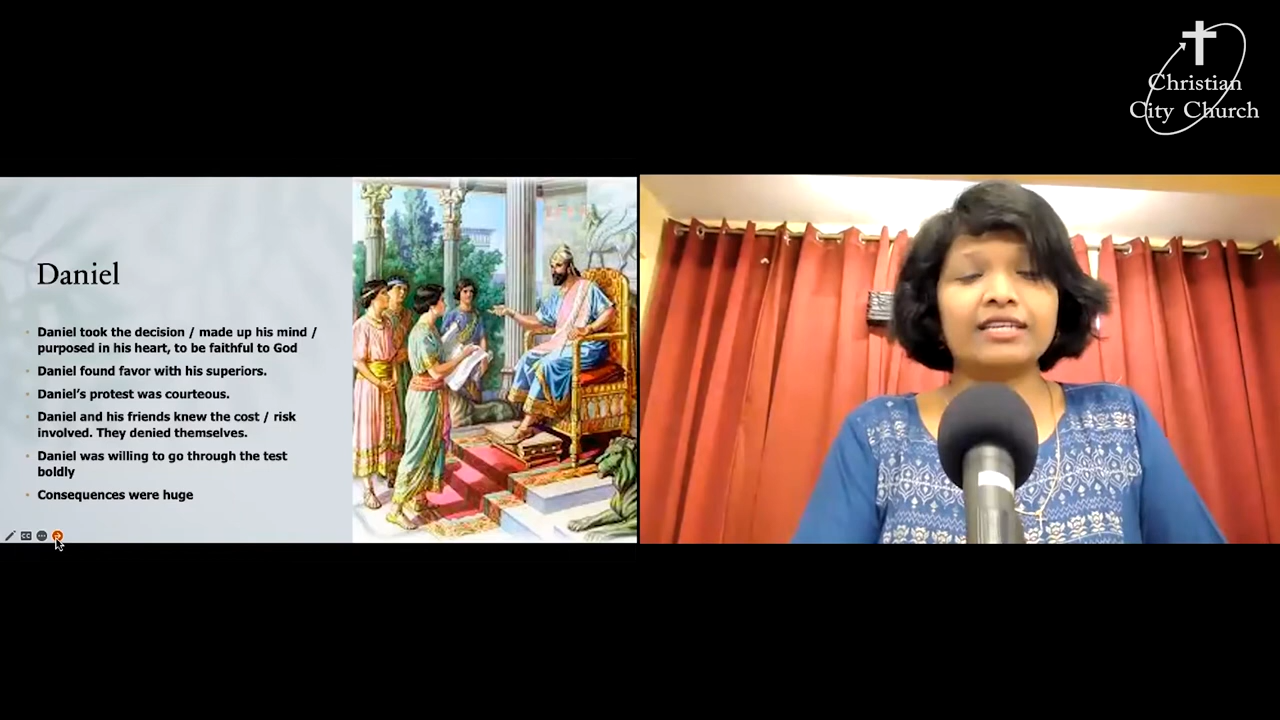 Christian
City Church
Daniel
Daniel took the decision / made up his mind /
purposed in his heart, to be faithful to God
Daniel found favor with his superiors.
Daniel's protest was courteous.
Daniel and his friends knew the cost / risk
involved. They denied themselves.
Daniel was willing to go through the test
boldly
Consequences were huge